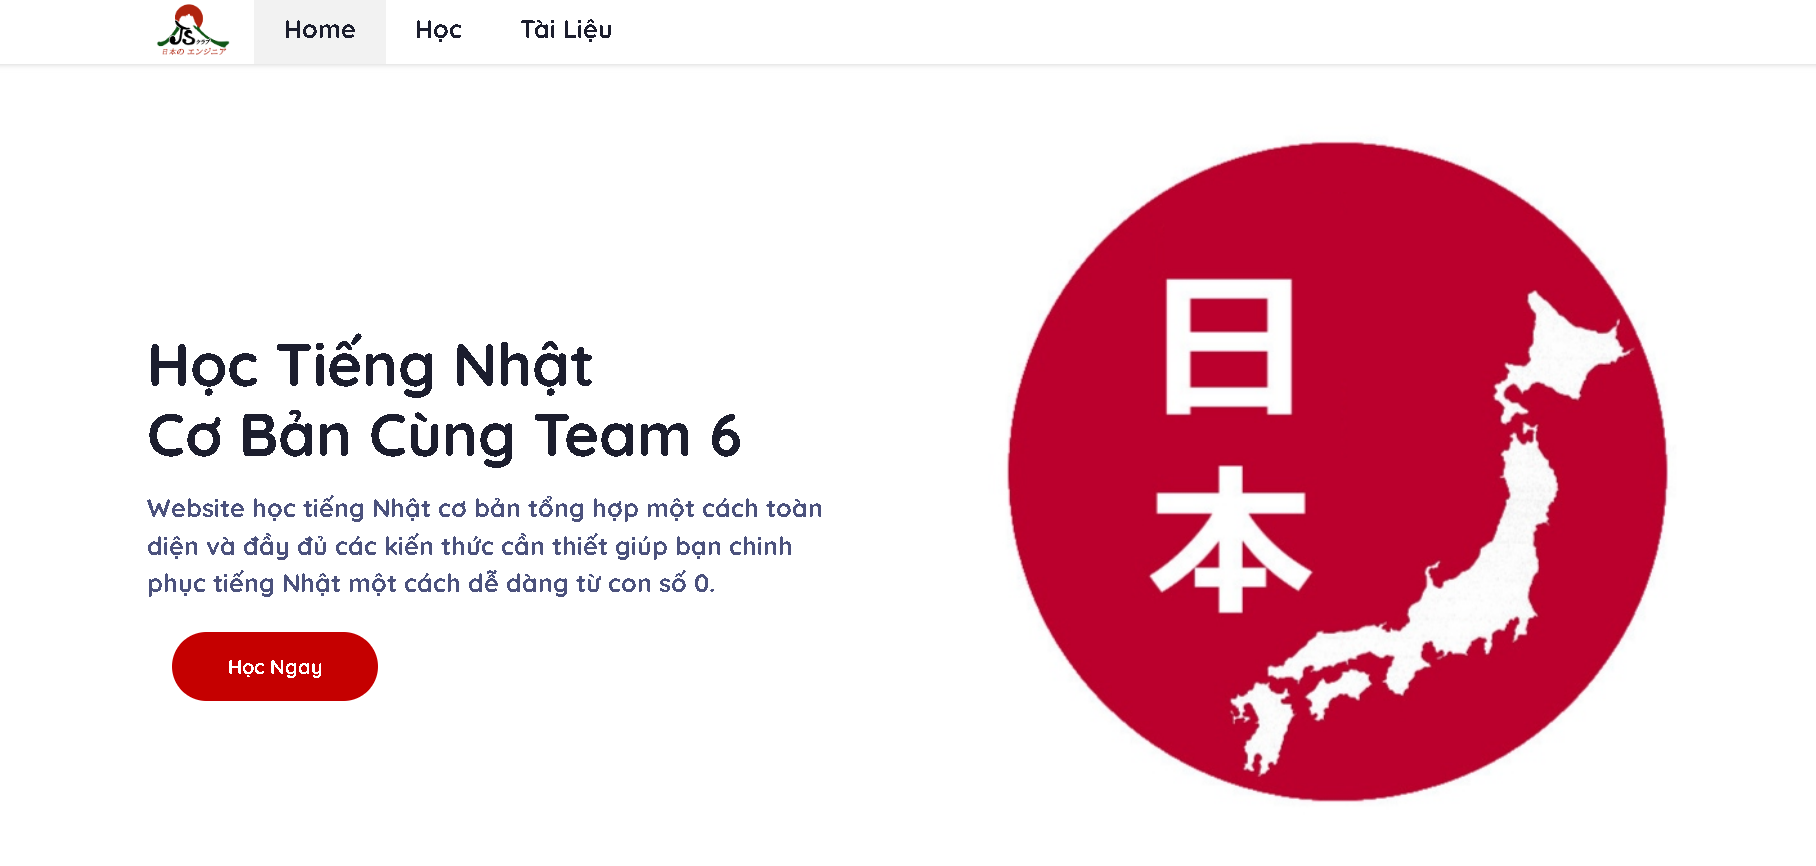 JSクラブ
日本の エンジニア
Home
Học
Tài Liệu
Học Tiếng Nhật
Cơ Bản Cùng Team 6
Website học tiếng Nhật cơ bản tổng hợp một cách toàn
diện và đầy đủ các kiến thức cần thiết giúp bạn chinh
phục tiếng Nhật một cách dễ dàng từ con số 0.
Học Ngay
日
本